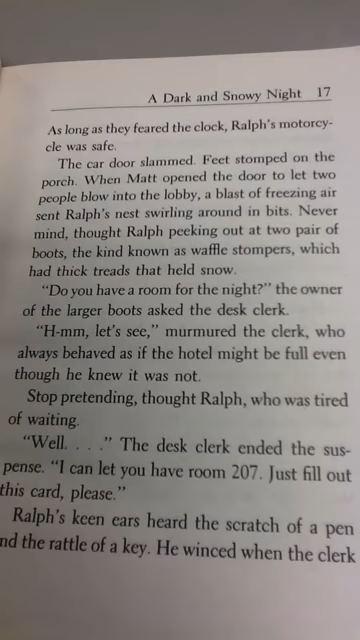 A Dark and Snowy Night 17
As long as they feared the clock, Ralph's motorcy-
cle was safe.
The car door slammed. Feet stomped on the
porch. When Matt opened the door to let two
people blow into the lobby, a blast of freezing air
sent Ralph's nest swirling around in bits. Never
mind, thought Ralph peeking out at two pair of
boots, the kind known as waffle stompers, which
had thick treads that held snow.
"Do you have a room for the night?" the owner
of the larger boots asked the desk clerk.
"H-mm, let's see," murmured the clerk, who
always behaved as if the hotel might be full even
though he knew it was not.
Stop pretending, thought Ralph, who was tired
of waiting.
"Well. . . ." The desk clerk ended the sus-
pense. "I can let you have room 207. Just fill out
this card, please."
Ralph's keen ears heard the scratch of a pen
nd the rattle of a key. He winced when the clerk